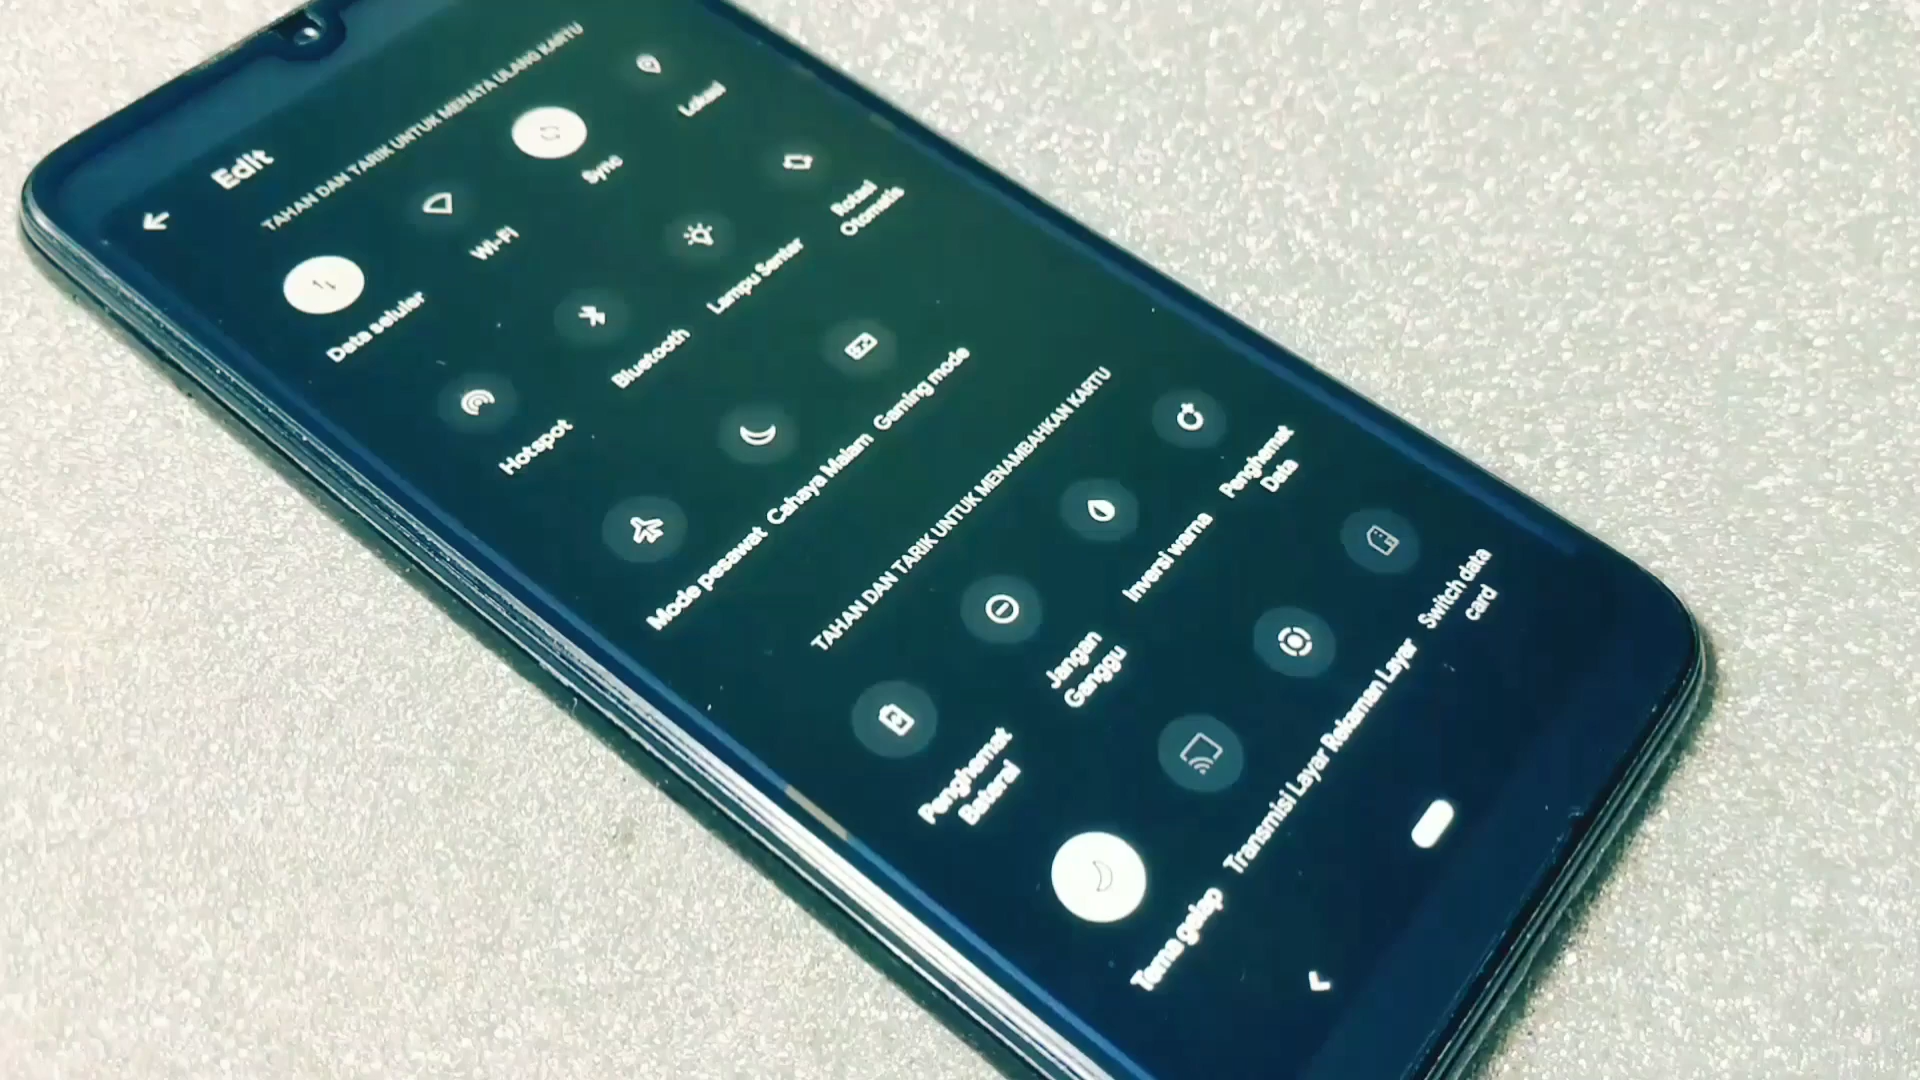 Edit
TAHAN DAN TARIK UNTUK MENATA ULANG KARTU
Data seluler
Wi-Fi
Sync
Lokasi
Hotspot
Bluetooth
Lampu Senter
Rotasi
Otomatis
Mode pesawat
Cahaya Malam
Gaming mode
TAHAN DAN TARIK UNTUK MENAMBAHKAN KARTU
Penghemat
Baterai
Jangan
Ganggu
Inversi warna
Penghemat
Data
Tema gelap
Transmisi Layar
Rekaman Layar
Switch data
card